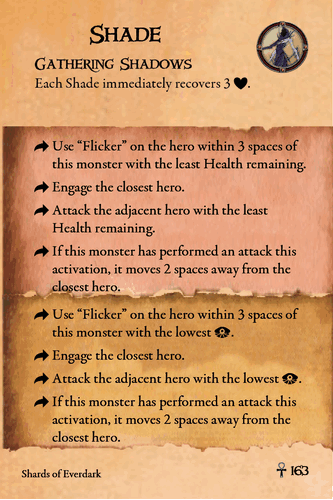 Shade
Gathering Shadows
Each Shade immediately recovers 3 ♥.
Use “Flicker” on the hero within 3 spaces of
this monster with the least Health remaining.
Engage the closest hero.
Attack the adjacent hero with the least
Health remaining.
If this monster has performed an attack this
activation, it moves 2 spaces away from the
closest hero.
Use “Flicker” on the hero within 3 spaces of
this monster with the lowest .
Engage the closest hero.
Attack the adjacent hero with the lowest .
If this monster has performed an attack this
activation, it moves 2 spaces away from the
closest hero.
Shards of Everdark
163